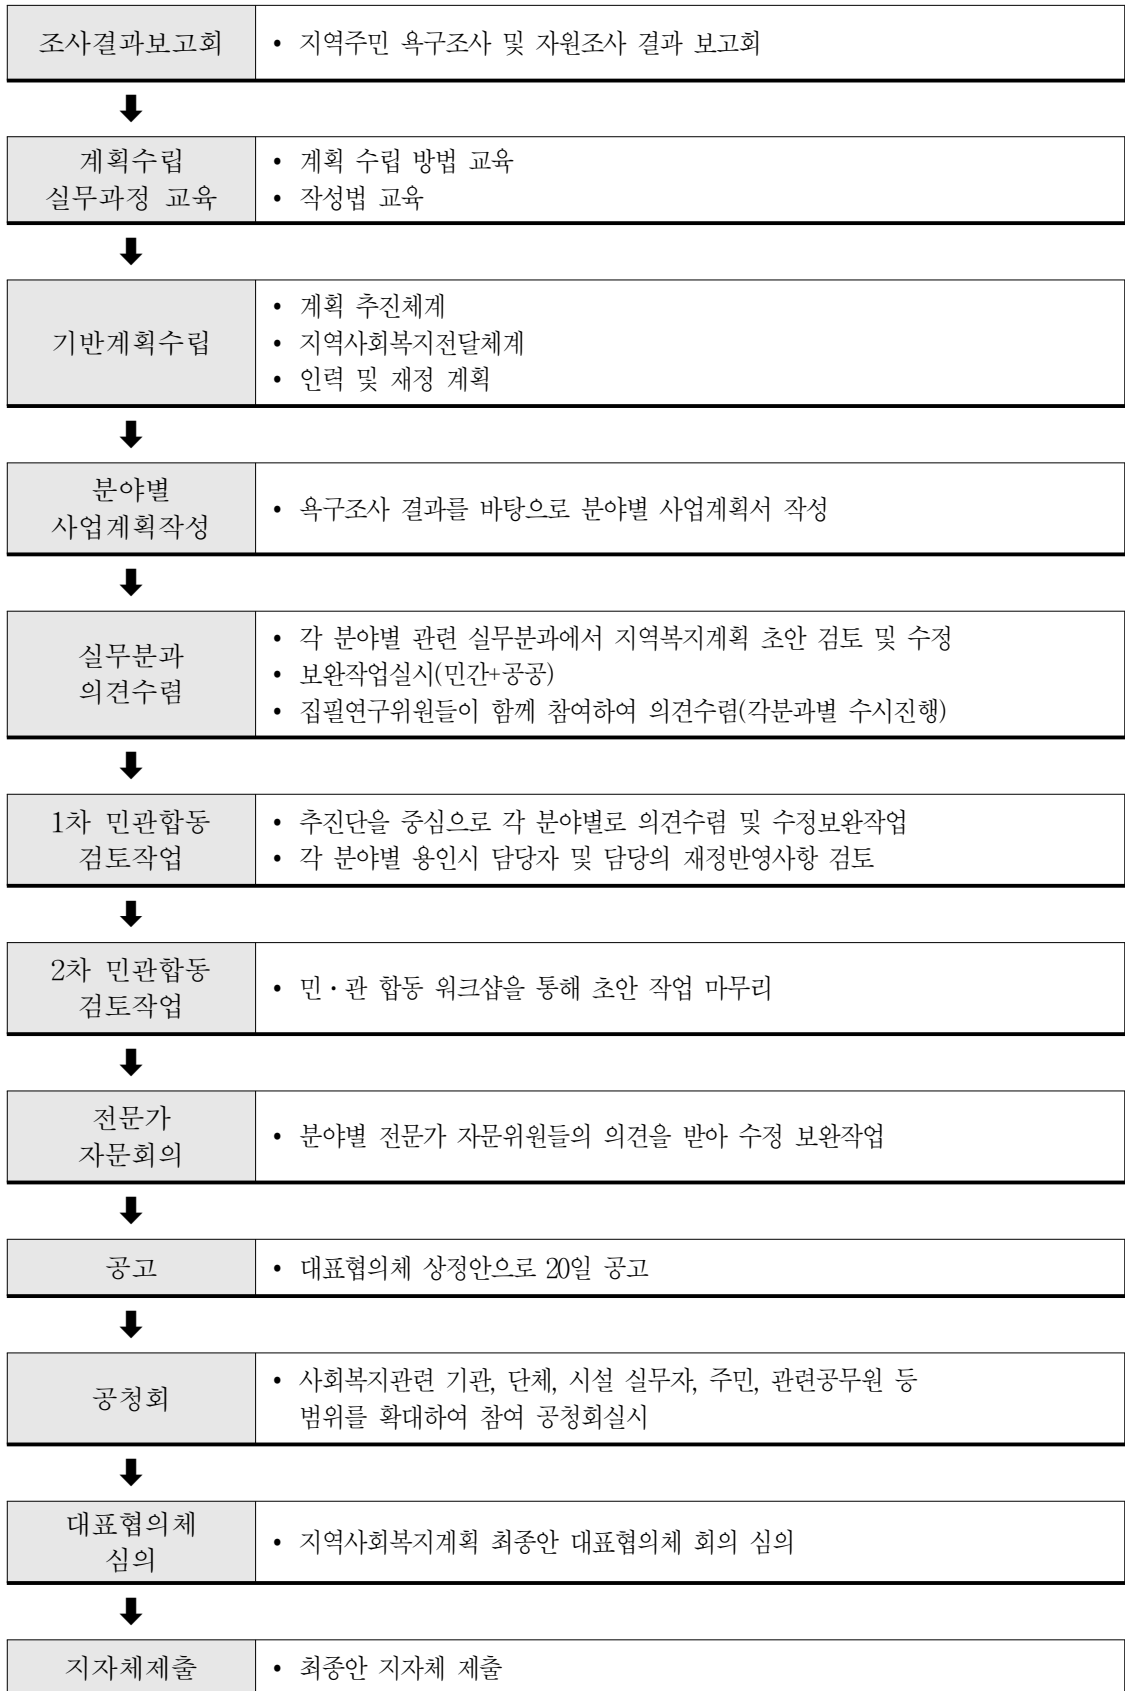 조사결과보고회
• 지역주민 욕구조사 및 자원조사 결과 보고회
계획수립
실무과정 교육
• 계획 수립 방법 교육
• 작성법 교육
기반계획수립
• 계획 추진체계
• 지역사회복지전달체계
• 인력 및 재정 계획
분야별
사업계획작성
• 욕구조사 결과를 바탕으로 분야별 사업계획서 작성
실무분과
의견수렴
• 각 분야별 관련 실무분과에서 지역복지계획 초안 검토 및 수정
• 보완작업실시(민간+공공)
• 집필연구위원들이 함께 참여하여 의견수렴(각분과별 수시진행)
1차 민관합동
검토작업
• 추진단을 중심으로 각 분야별로 의견수렴 및 수정보완작업
• 각 분야별 용인시 담당자 및 담당의 재정반영사항 검토
2차 민관합동
검토작업
• 민·관 합동 워크샵을 통해 초안 작업 마무리
전문가
자문회의
• 분야별 전문가 자문위원들의 의견을 받아 수정 보완작업
공고
• 대표협의체 상정안으로 20일 공고
공청회
• 사회복지관련 기관, 단체, 시설 실무자, 주민, 관련공무원 등
범위를 확대하여 참여 공청회실시
대표협의체
심의
• 지역사회복지계획 최종안 대표협의체 회의 심의
지자체제출
• 최종안 지자체 제출